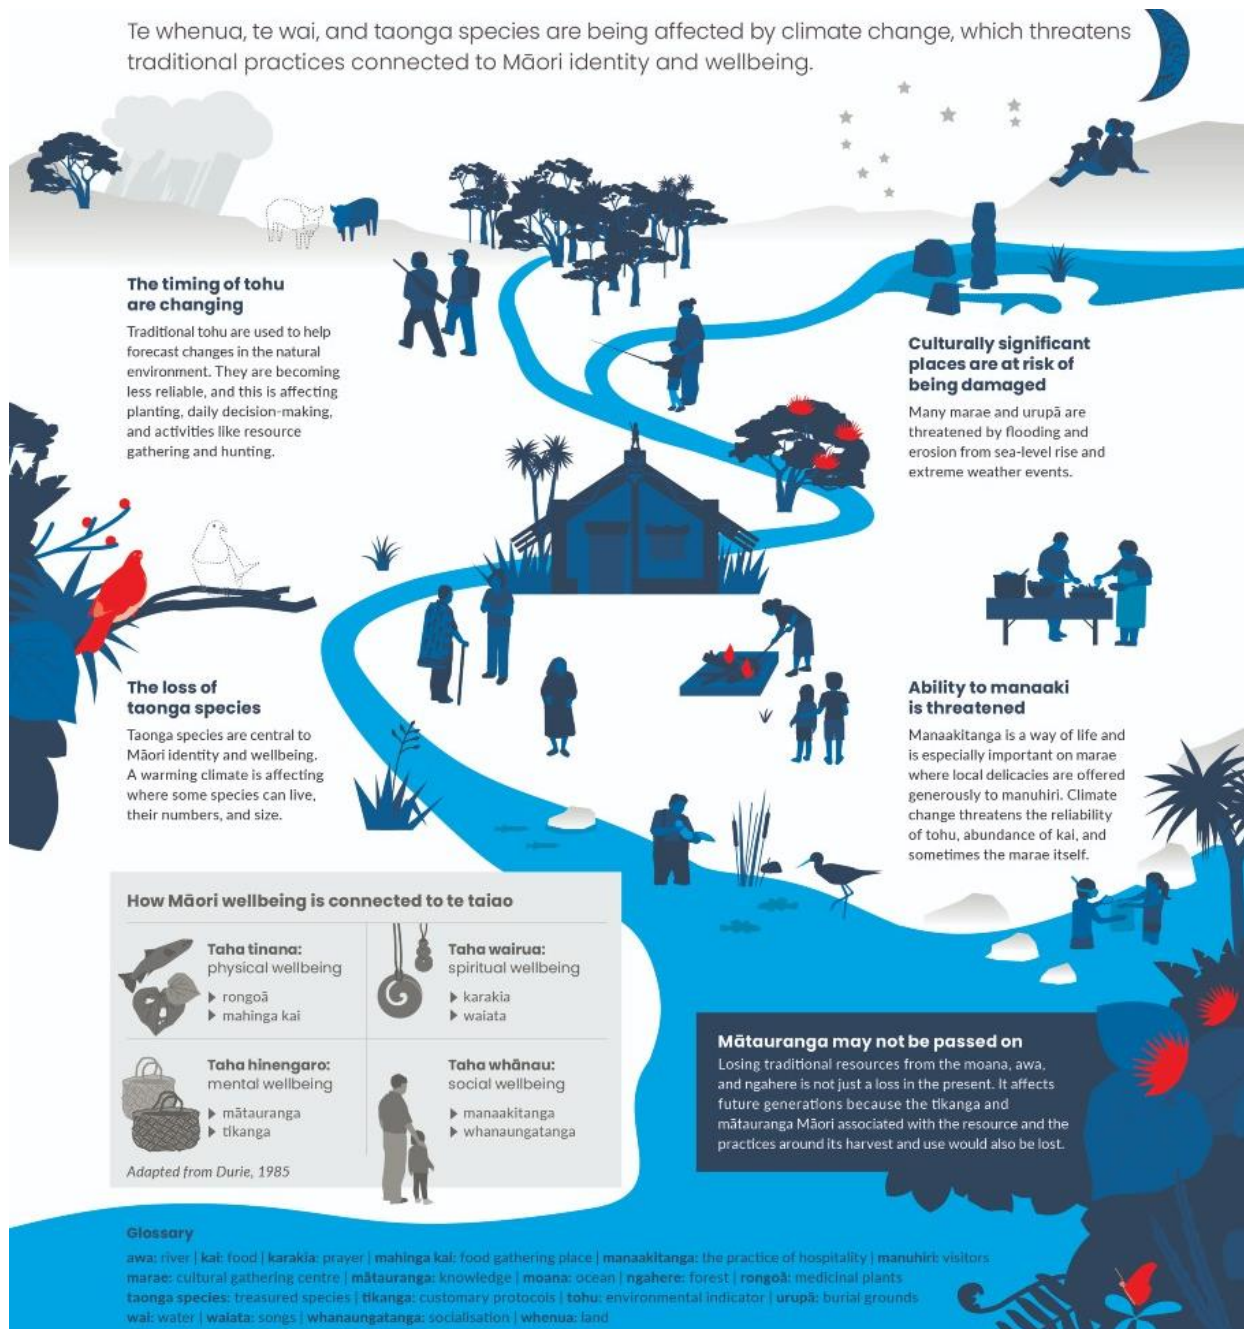 Te whenua, te wai, and taonga species are being affected by climate change, which threatens
traditional practices connected to Māori identity and wellbeing.
The timing of tohu
are changing
Traditional tohu are used to help
forecast changes in the natural
environment. They are becoming
less reliable, and this is affecting
planting, daily decision-making,
and activities like resource
gathering and hunting.
Culturally significant
places are at risk of
being damaged
Many marae and urupā are
threatened by flooding and
erosion from sea-level rise and
extreme weather events.
The loss of
taonga species
Taonga species are central to
Māori identity and wellbeing.
A warming climate is affecting
where some species can live,
their numbers, and size.
Ability to manaaki
is threatened
Manaakitanga is a way of life and
is especially important on marae
where local delicacies are offered
generously to manuhiri. Climate
change threatens the reliability
of tohu, abundance of kai, and
sometimes the marae itself.
How Māori wellbeing is connected to te taiao
Taha tinana:
physical wellbeing
rongoā
mahinga kai
Taha wairua:
spiritual wellbeing
karakia
waiata
Taha hinengaro:
mental wellbeing
mātauranga
tikanga
Taha whānau:
social wellbeing
manaakitanga
whanaungatanga
Adapted from Durie, 1985
Mātauranga may not be passed on
Losing traditional resources from the moana, awa,
and ngahere is not just a loss in the present. It affects
future generations because the tikanga and
mātauranga Māori associated with the resource and the
practices around its harvest and use would also be lost.
Glossary
awa: river | kai: food | karakia: prayer | mahinga kai: food gathering place | manaakitanga: the practice of hospitality | manuhiri: visitors
marae: cultural gathering centre | mātauranga: knowledge | moana: ocean | ngahere: forest | rongoā: medicinal plants
taonga species: treasured species | tikanga: customary protocols | tohu: environmental indicator | urupā: burial grounds
wai: water | waiata: songs | whanaungatanga: socialisation | whenua: land